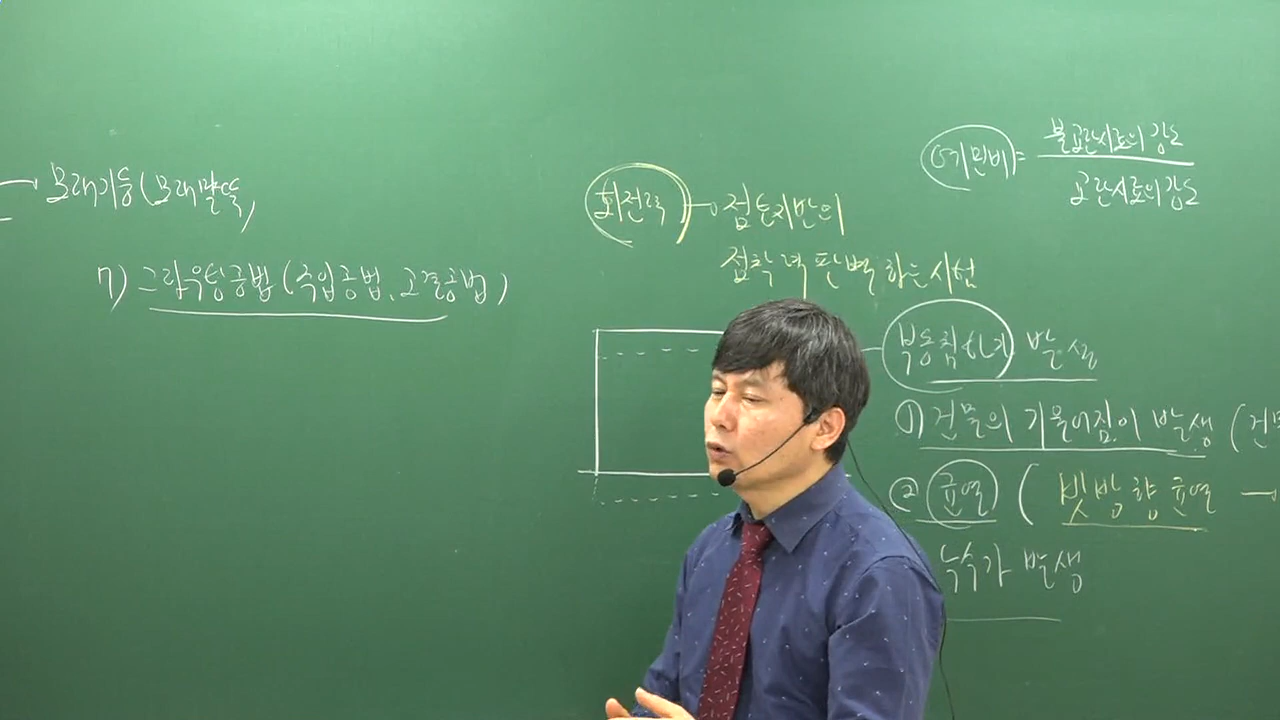 모래기둥(모래말뚝)
7) 그라우팅공법(주입공법, 고결공법)
회전력 점토지반의
점착력 판별하는 시험
예민비 = 불교란시료의 강도
교란시료의 강도
부동침하가 발생
① 건물의 기울어짐이 발생 (건
② 균열 ( 빗방향 균열
누수가 발생